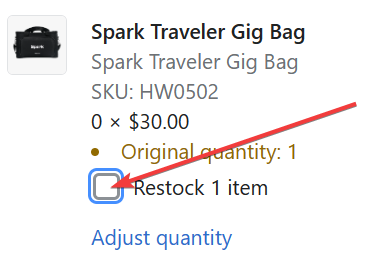 Spark
Spark Traveler Gig Bag
Spark Traveler Gig Bag
SKU: HW0502
0 × $30.00
• Original quantity: 1
Restock 1 item
Adjust quantity